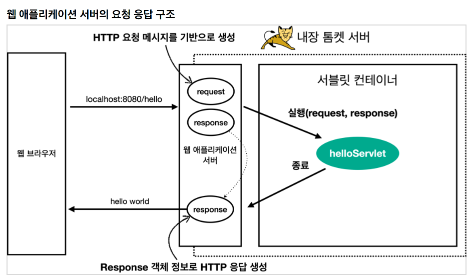 웹 애플리케이션 서버의 요청 응답 구조
내장 톰켓 서버
HTTP 요청 메시지를 기반으로 생성
서블릿 컨테이너
request
localhost:8080/hello
실행(request, response)
response
웹 브라우저
웹 애플리케이션
서버
helloServlet
종료
hello world
response
Response 객체 정보로 HTTP 응답 생성